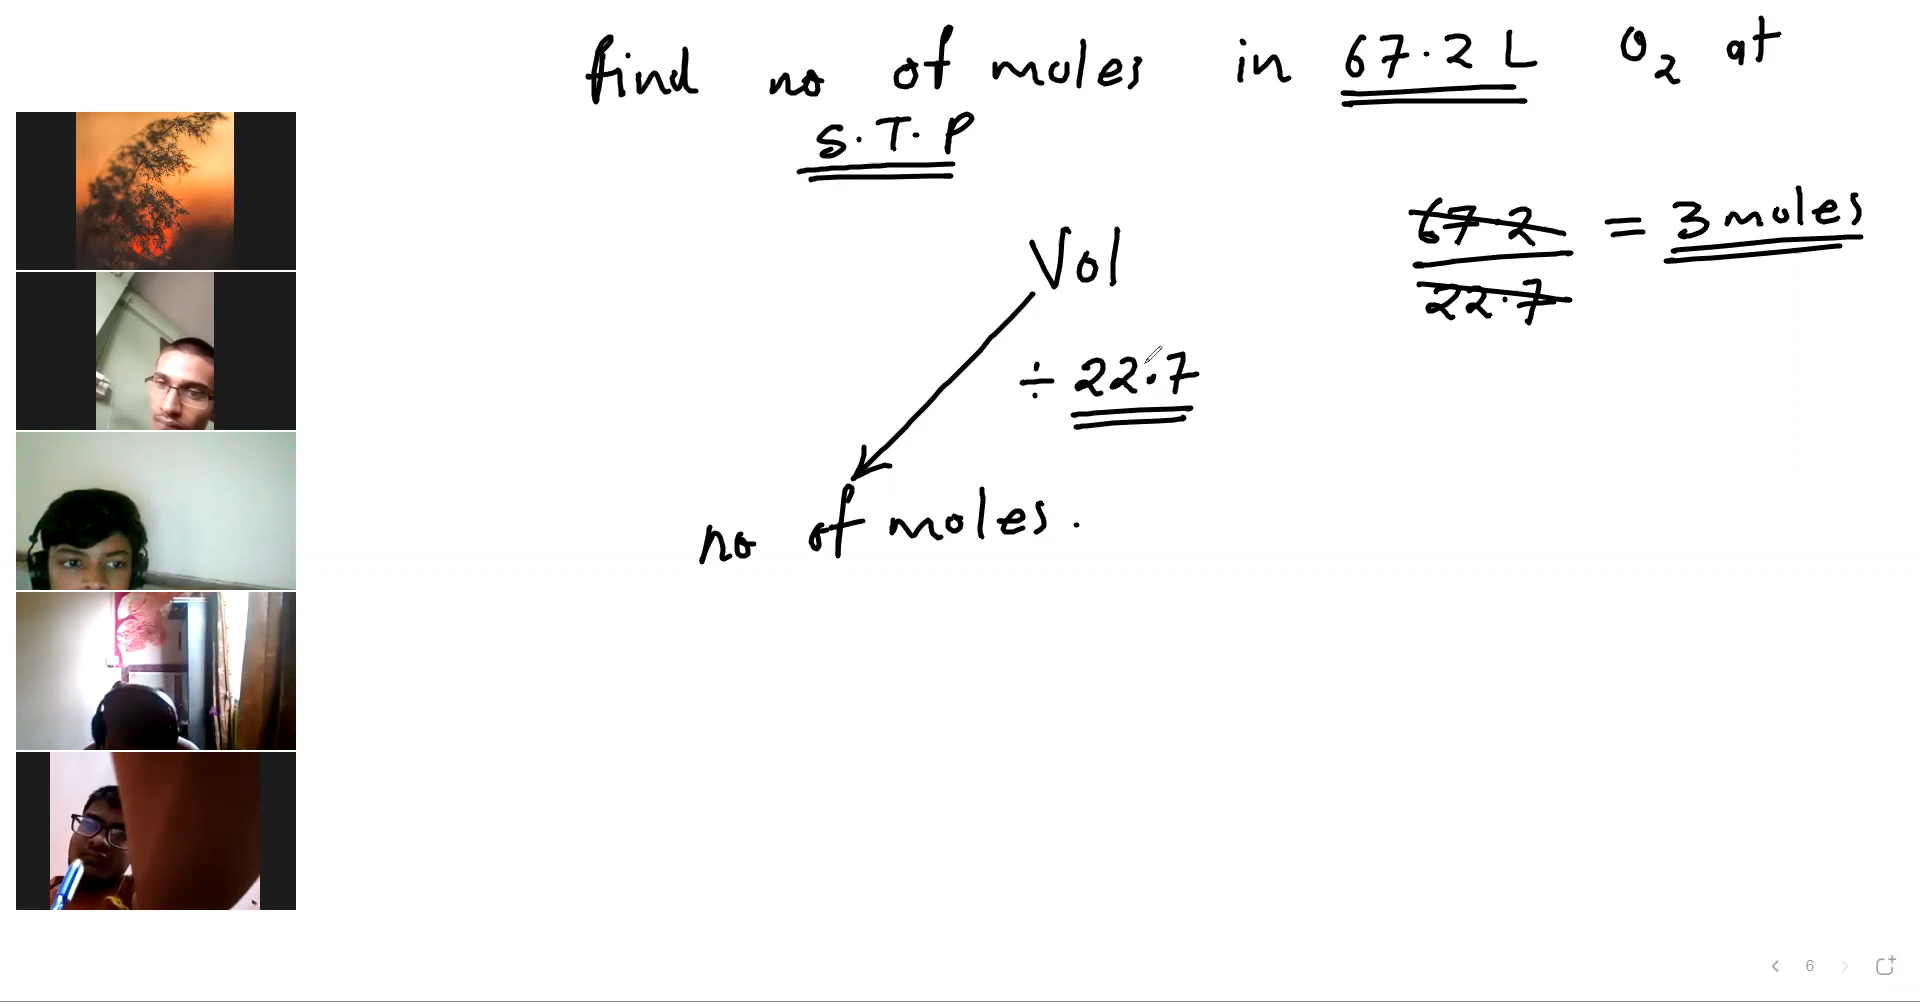 find no of moles in 67.2 L O₂ at
S.T.P
67.2
22.7
= 3 moles
Vol
÷ 22.7
no of moles.
6